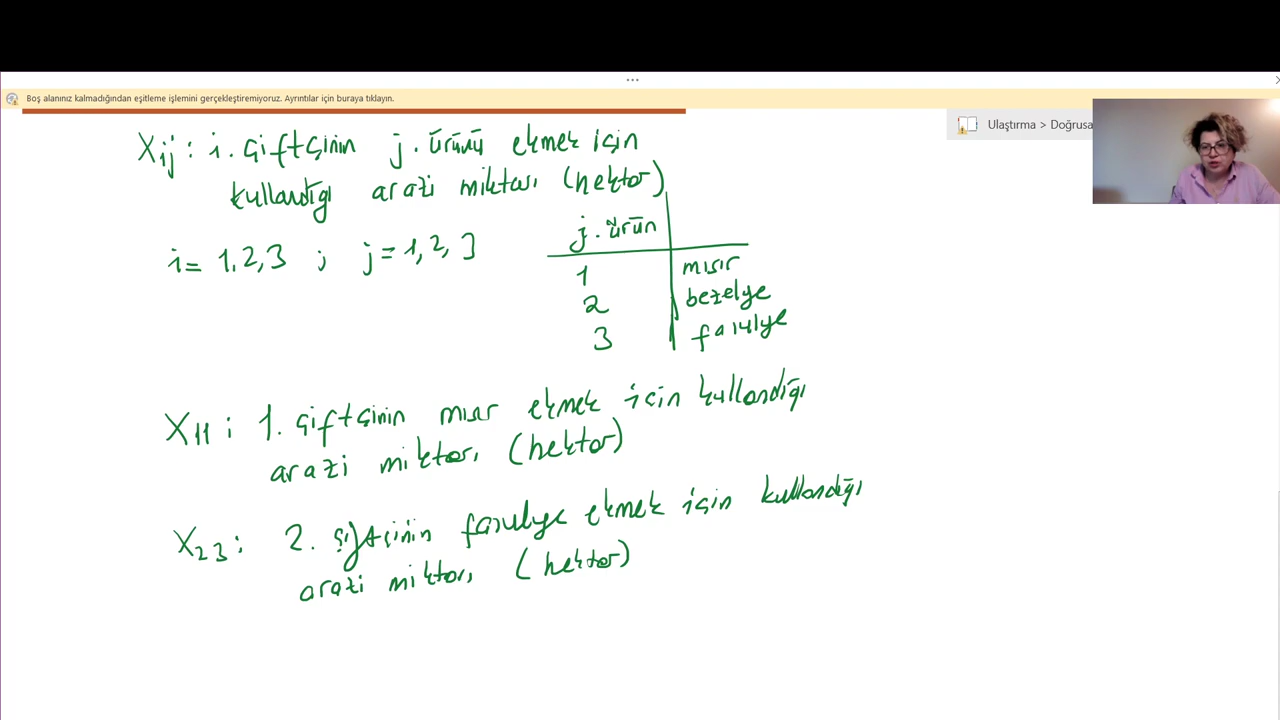 ...
Boş alanınız kalmadığından eşitleme işlemini gerçekleştiremiyoruz. Ayrıntılar için buraya tıklayın.
Ulaştırma > Doğrusa
Xij : i. çiftçinin j. ürünü ekmek için
kullandığı arazi miktarı (hektar)
i= 1,2,3 ; j= 1,2,3
j. ürün
1 mısır
2 bezelye
3 fasulye
X11 : 1. çiftçinin mısır ekmek için kullandığı
arazi miktarı (hektar)
X23 : 2. çiftçinin fasulye ekmek için kullandığı
arazi miktarı (hektar)